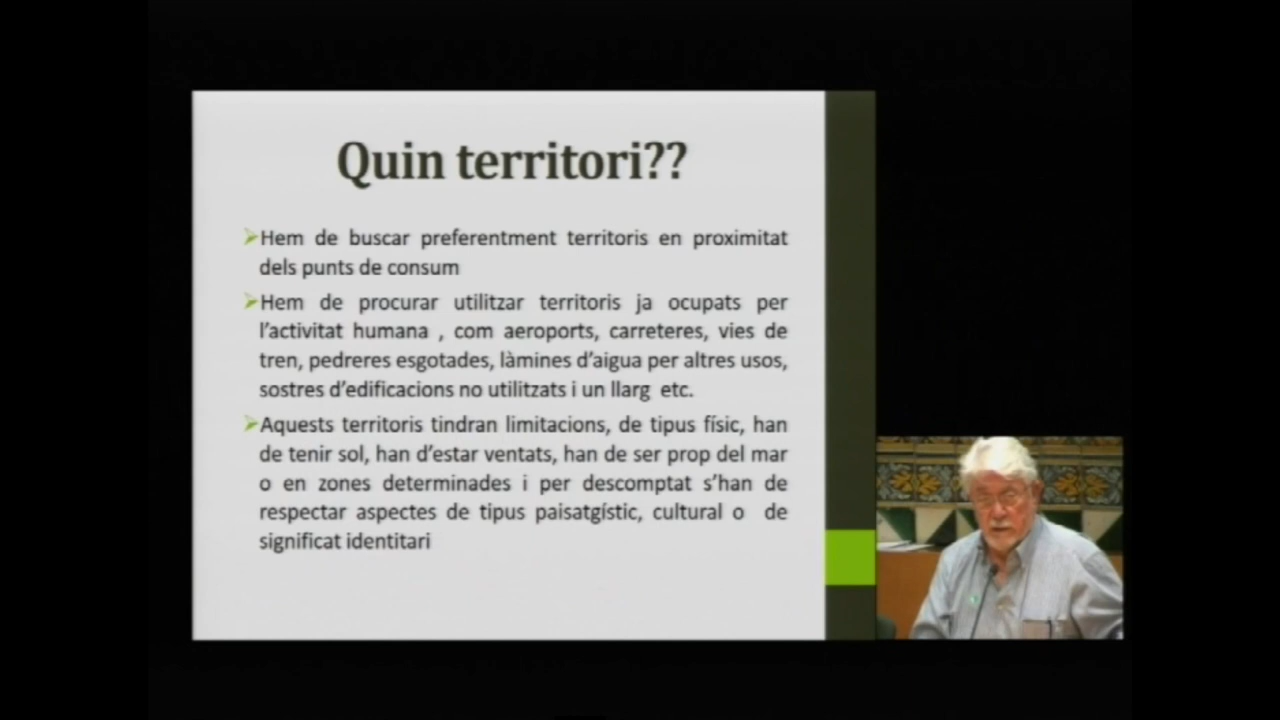 Quin territori??
Hem de buscar preferentment territoris en proximitat
dels punts de consum
Hem de procurar utilitzar territoris ja ocupats per
l'activitat humana , com aeroports, carreteres, vies de
tren, pedreres esgotades, làmines d'aigua per altres usos,
sostres d'edificacions no utilitzats i un llarg etc.
Aquests territoris tindran limitacions, de tipus físic, han
de tenir sol, han d'estar ventats, han de ser prop del mar
o en zones determinades i per descomptat s'han de
respectar aspectes de tipus paisatgístic, cultural o de
significat identitari